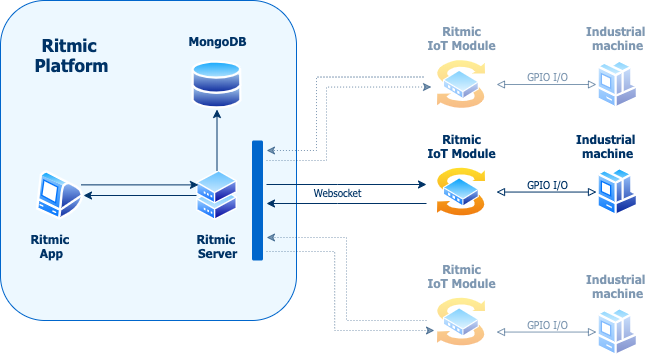 Ritmic
Platform
MongoDB
Ritmic
App
Ritmic
Server
Websocket
Ritmic
IoT Module
GPIO I/O
Industrial
machine
Ritmic
IoT Module
GPIO I/O
Industrial
machine
Ritmic
IoT Module
GPIO I/O
Industrial
machine